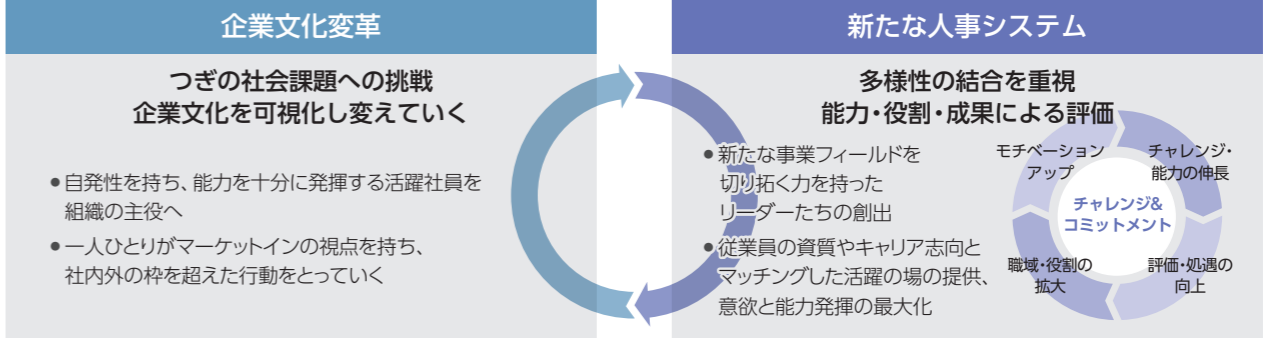 企業文化変革
つぎの社会課題への挑戦
企業文化を可視化し変えていく
●自発性を持ち、能力を十分に発揮する活躍社員を
組織の主役へ
●一人ひとりがマーケットインの視点を持ち、
社内外の枠を超えた行動をとっていく
新たな人事システム
多様性の結合を重視
能力・役割・成果による評価
●新たな事業フィールドを
切り拓く力を持った
リーダーたちの創出
●従業員の資質やキャリア志向と
マッチングした活躍の場の提供、
意欲と能力発揮の最大化
モチベーション
アップ
チャレンジ・
能力の伸長
チャレンジ&
コミットメント
職域・役割の
拡大
評価・処遇の
向上